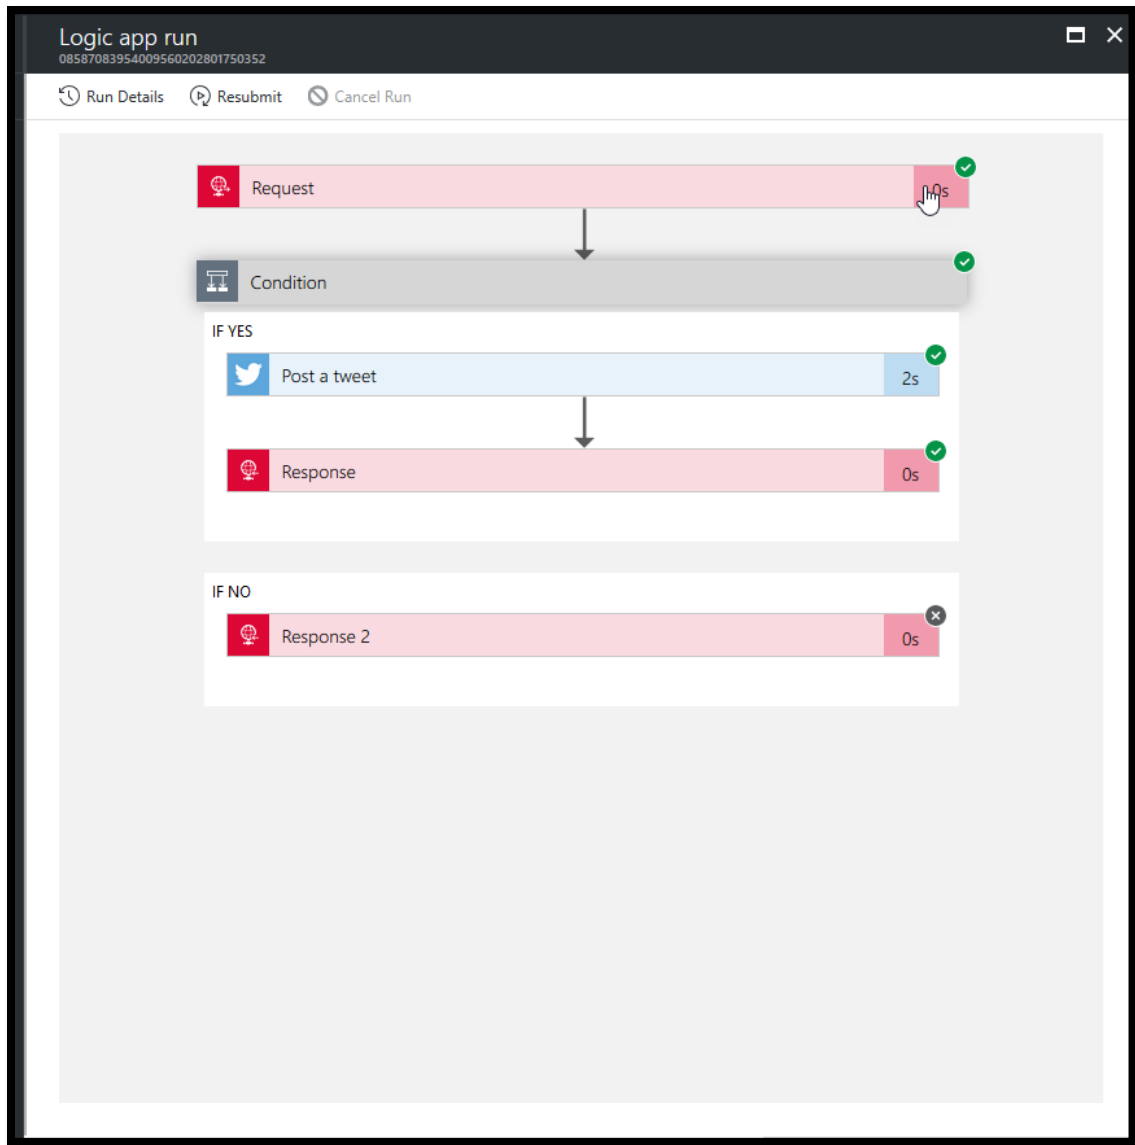 Logic app run
08587083954009560202801750352
Run Details Resubmit Cancel Run
Request 0s
Condition
IF YES
Post a tweet 2s
Response 0s
IF NO
Response 2 0s